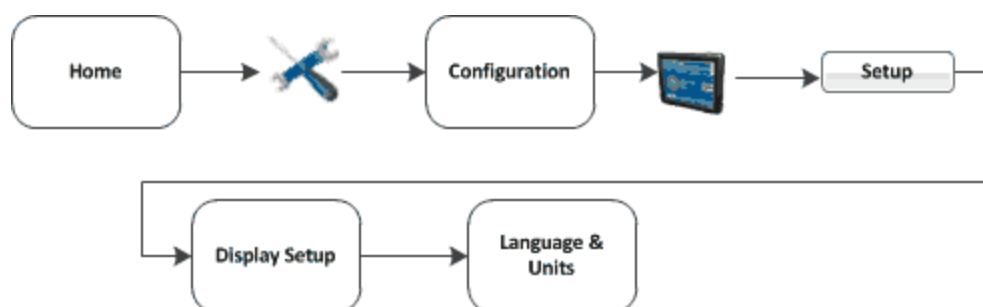 Home
Configuration
Setup
Display Setup
Language &
Units